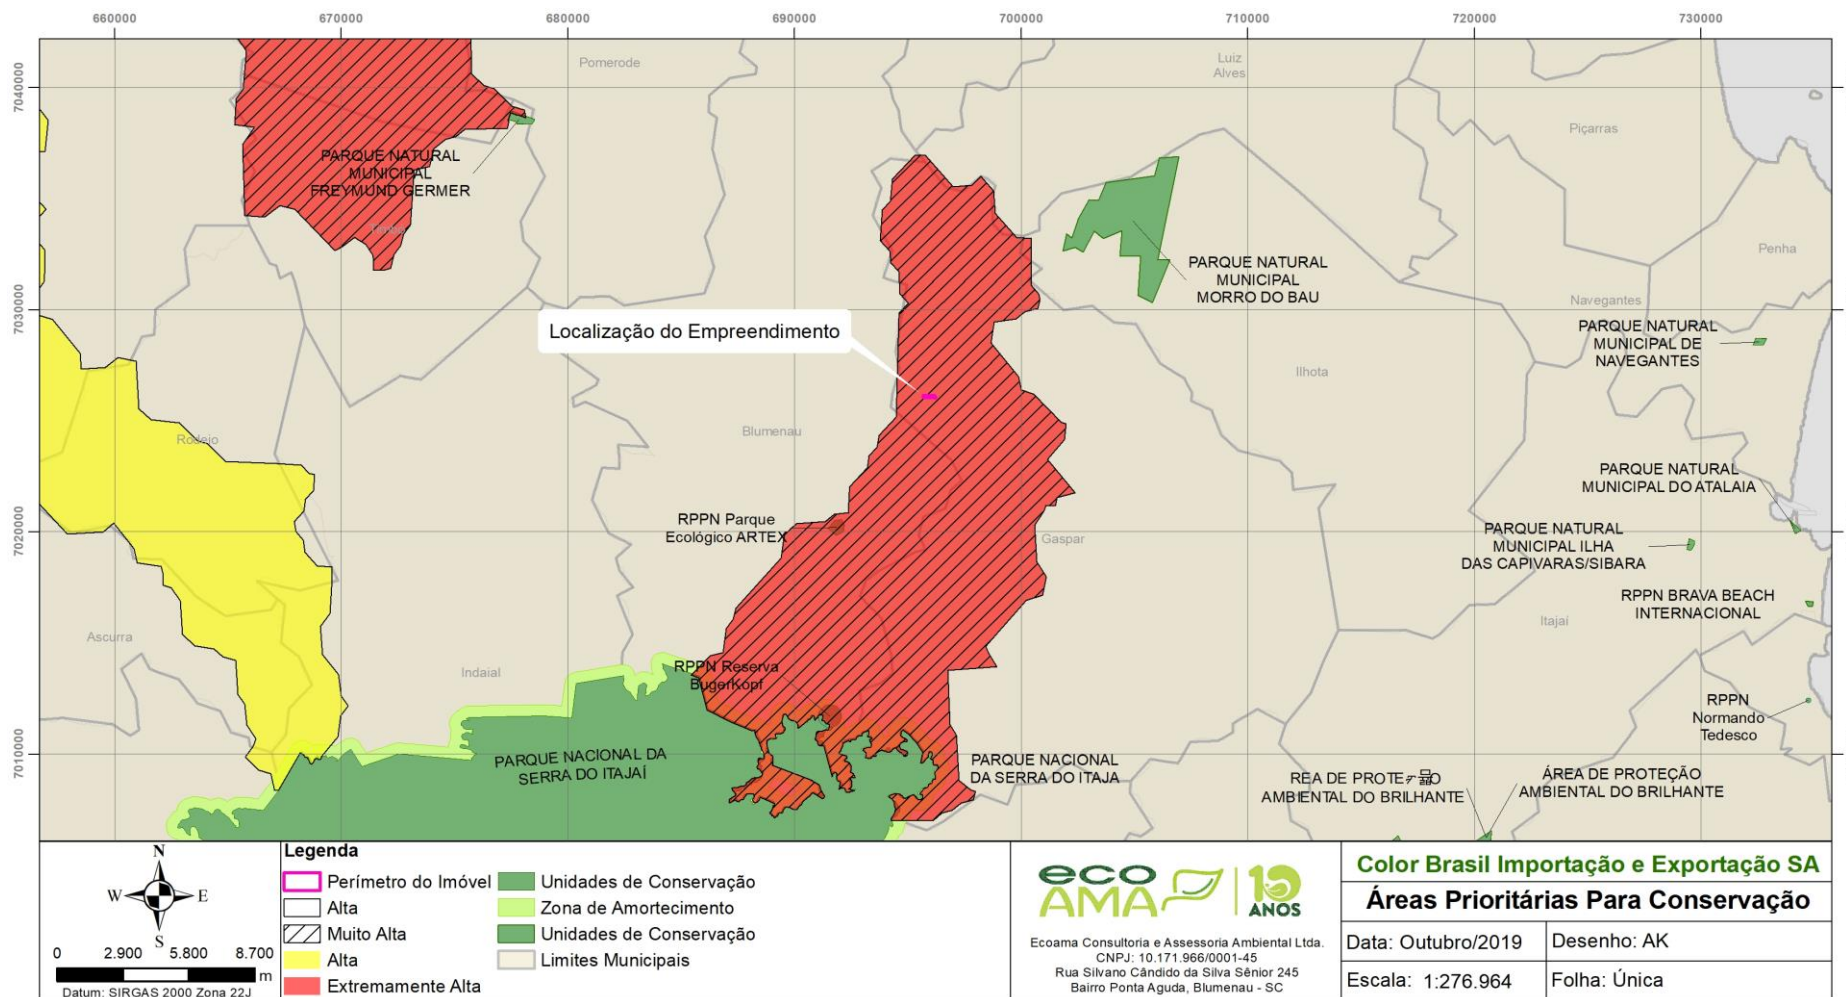 660000 670000 680000 690000 700000 710000 720000 730000
7040000
7030000
7020000
7010000
Pomerode
Luiz
Alves
Piçarras
Penha
Navegantes
Ilhota
Timbó
Rodeio
Blumenau
Gaspar
Itajaí
Ascurra
Indaial
PARQUE NATURAL
MUNICIPAL
FREYMUND GERMER
PARQUE NATURAL
MUNICIPAL
MORRO DO BAU
Localização do Empreendimento
PARQUE NATURAL
MUNICIPAL DE
NAVEGANTES
PARQUE NATURAL
MUNICIPAL DO ATALAIA
RPPN Parque
Ecológico ARTEX
PARQUE NATURAL
MUNICIPAL ILHA
DAS CAPIVARAS/SIBARA
RPPN BRAVA BEACH
INTERNACIONAL
RPPN Reserva
BugerKopf
RPPN
Normando
Tedesco
PARQUE NACIONAL DA
SERRA DO ITAJAÍ
PARQUE NACIONAL
DA SERRA DO ITAJA
REA DE
AMBIENTAL DO BRILHANTE
ÁREA DE PROTEÇÃO
AMBIENTAL DO BRILHANTE
N
W E
S
0 2.900 5.800 8.700
m
Datum: SIRGAS 2000 Zona 22J
Legenda
Perímetro do Imóvel
Alta
Muito Alta
Alta
Extremamente Alta
Unidades de Conservação
Zona de Amortecimento
Unidades de Conservação
Limites Municipais
eco
AMA
10
ANOS
Ecoama Consultoria e Assessoria Ambiental Ltda.
CNPJ: 10.171.966/0001-45
Rua Silvano Cândido da Silva Sênior 245
Bairro Ponta Aguda, Blumenau - SC
Color Brasil Importação e Exportação SA
Áreas Prioritárias Para Conservação
Data: Outubro/2019
Desenho: AK
Escala: 1:276.964
Folha: Única